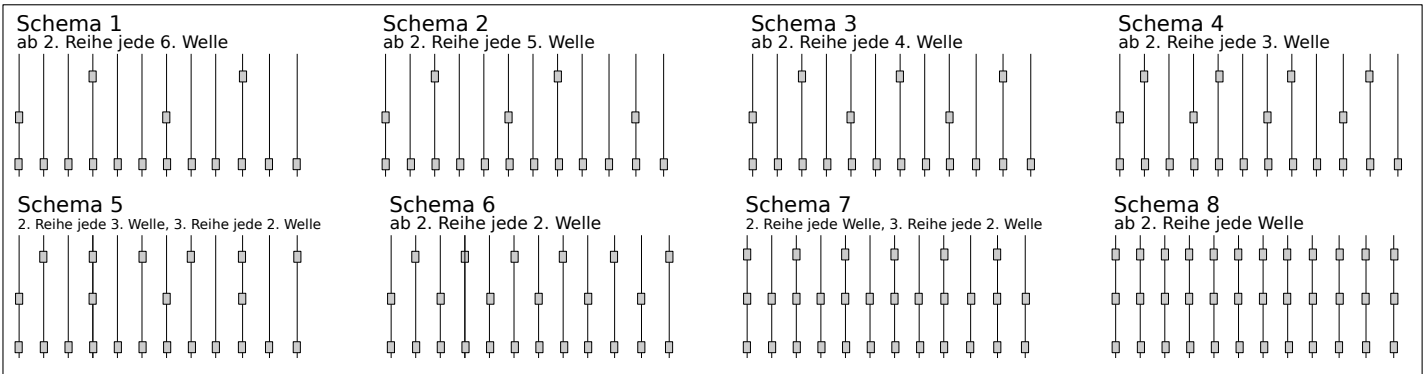 Schema 1
ab 2. Reihe jede 6. Welle
Schema 2
ab 2. Reihe jede 5. Welle
Schema 3
ab 2. Reihe jede 4. Welle
Schema 4
ab 2. Reihe jede 3. Welle
Schema 5
2. Reihe jede 3. Welle, 3. Reihe jede 2. Welle
Schema 6
ab 2. Reihe jede 2. Welle
Schema 7
2. Reihe jede Welle, 3. Reihe jede 2. Welle
Schema 8
ab 2. Reihe jede Welle